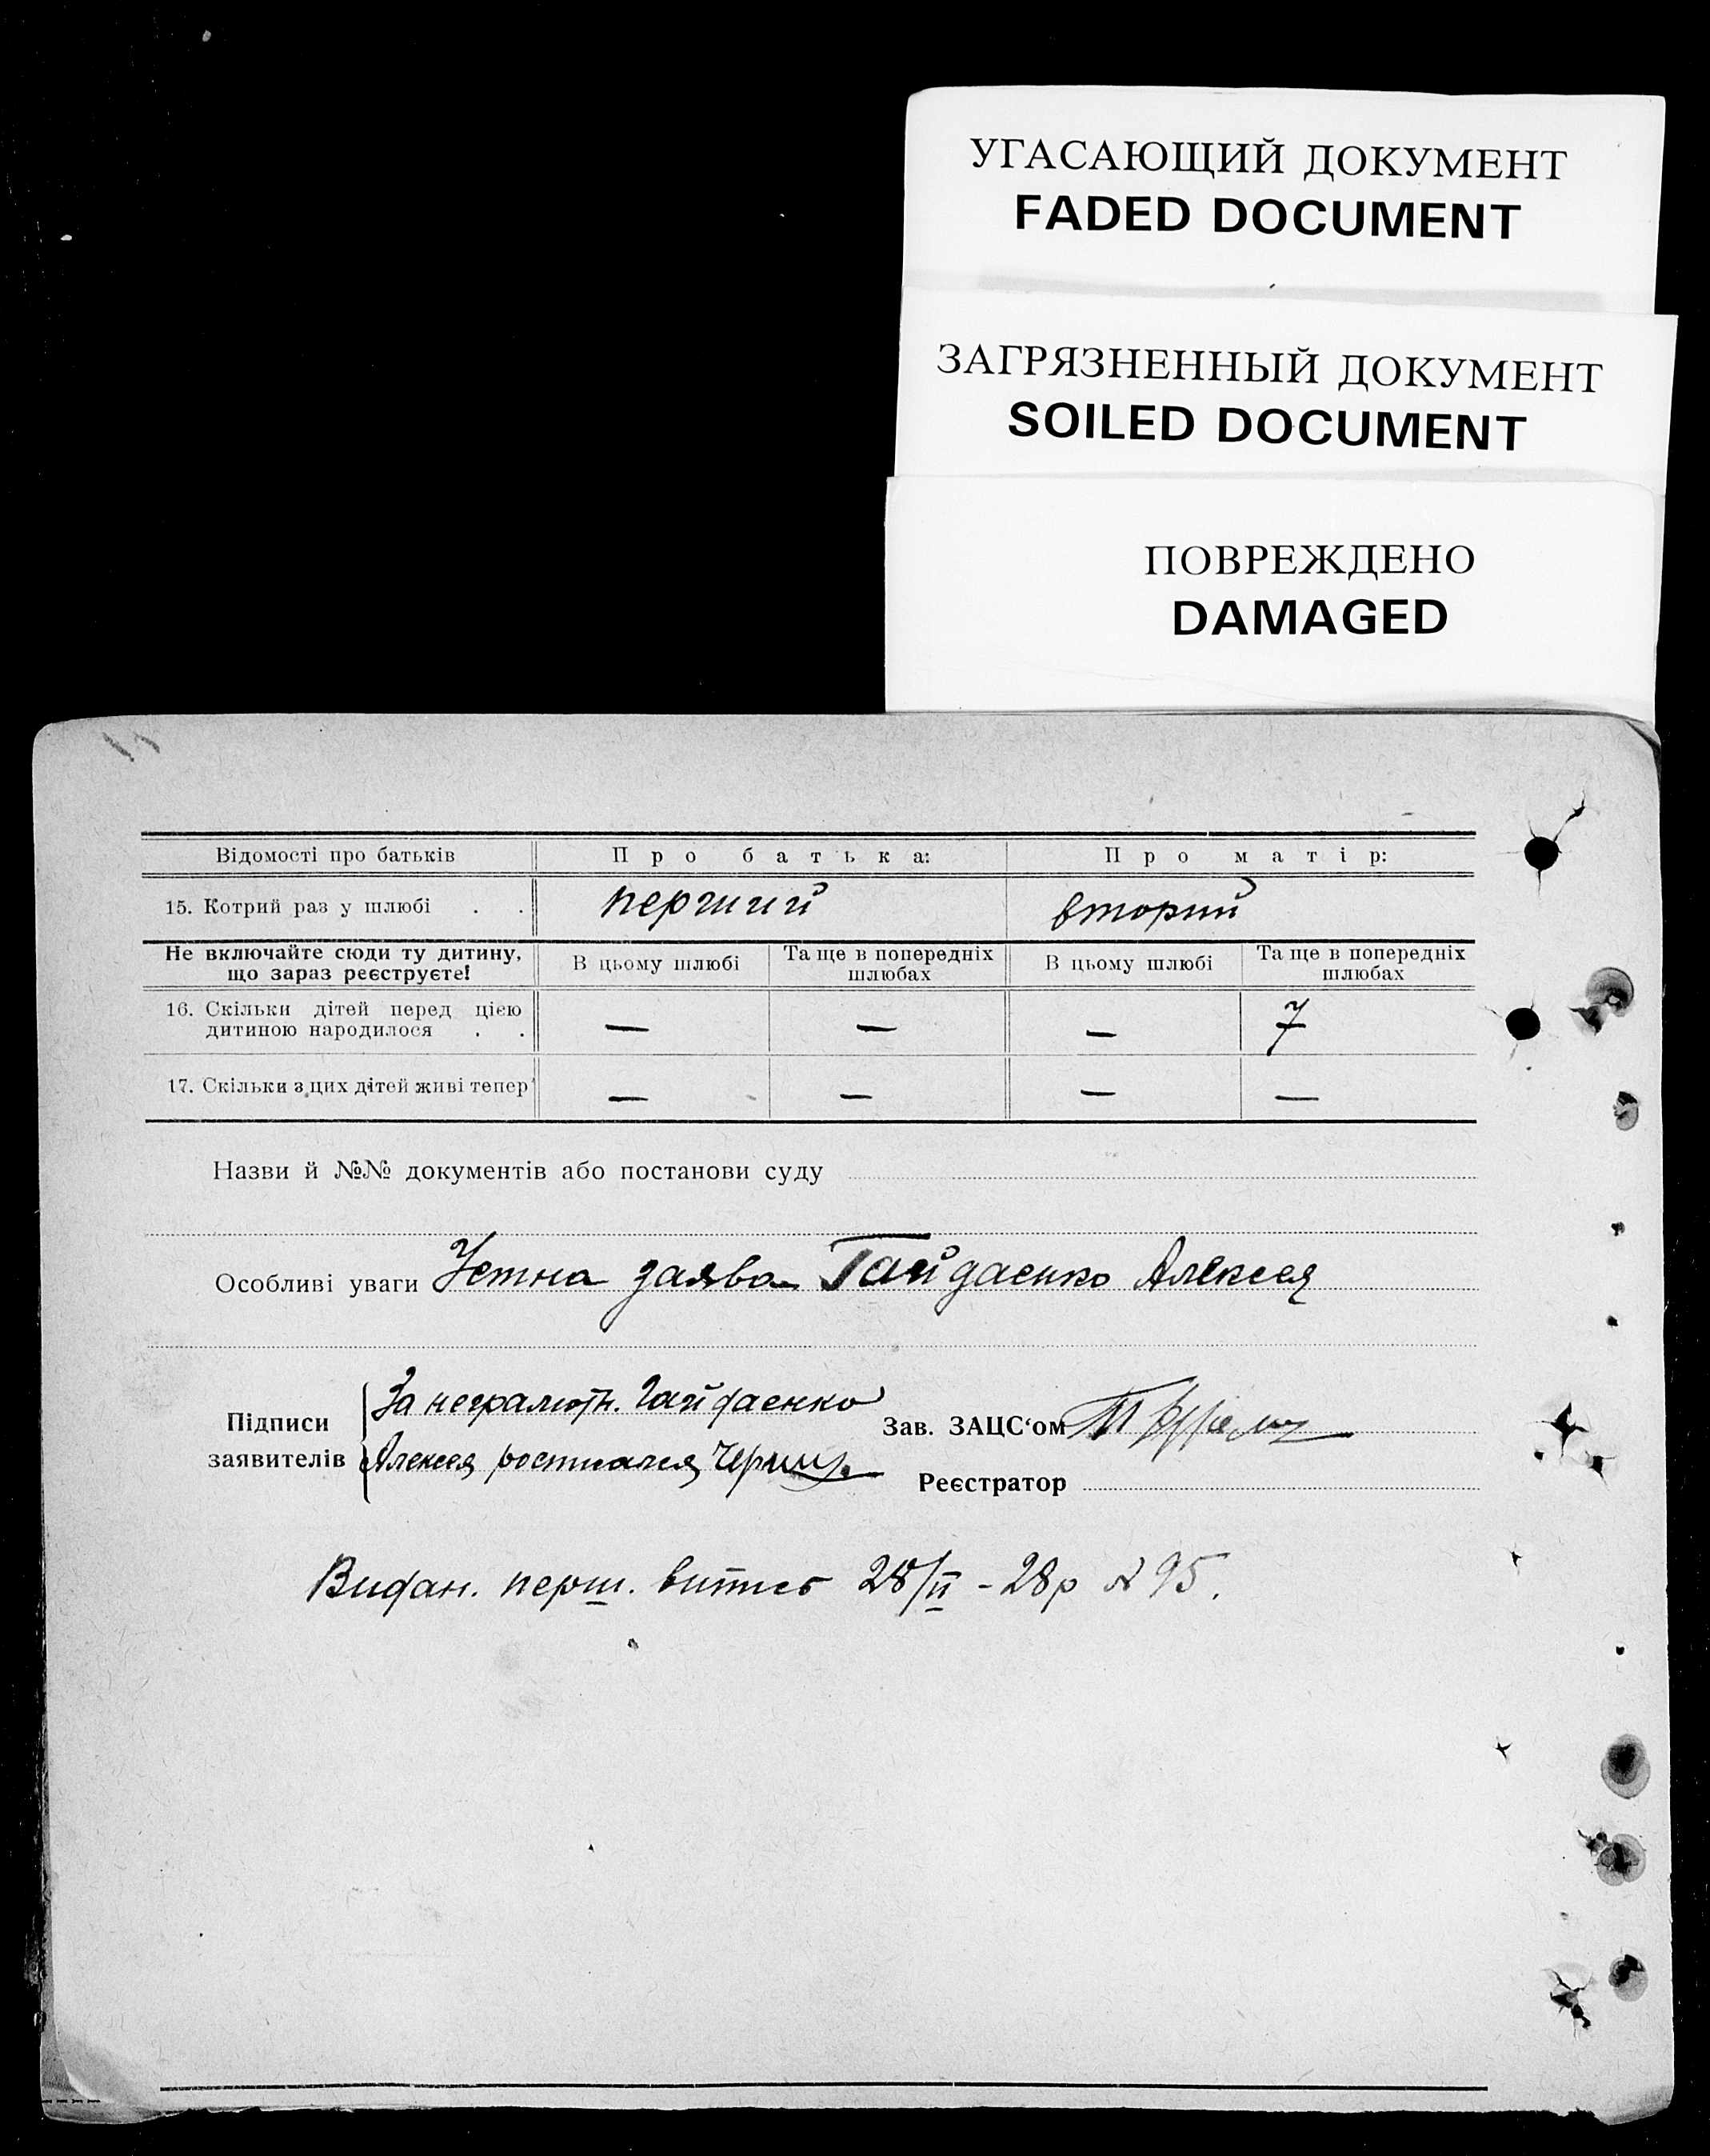 УГАСАЮЩИЙ ДОКУМЕНТ
FADED DOCUMENT
ЗАГРЯЗНЕННЫЙ ДОКУМЕНТ
SOILED DOCUMENT
ПОВРЕЖДЕНО
DAMAGED
Відомості про батьків Про батька: Про матір:
15. Котрий раз у шлюбі . . перший вторий
Не включайте сюди ту дитину, що зараз реєструєте! В цьому шлюбі Та ще в попередніх шлюбах В цьому шлюбі Та ще в попередніх шлюбах
16. Скільки дітей перед цією
дитиною народилося . . — — — 7
17. Скільки з цих дітей живі тепер — — — —
Назви й №№ документів або постанови суду
Особливі уваги Устна заява Гайдаенко Алексея
Підписи заявителів За неграмотн. Гайдаенко
Алексея росписался
Зав. ЗАЦС‘ом
Реєстратор
Видан. перш. витяг 28/II - 28р № 95.